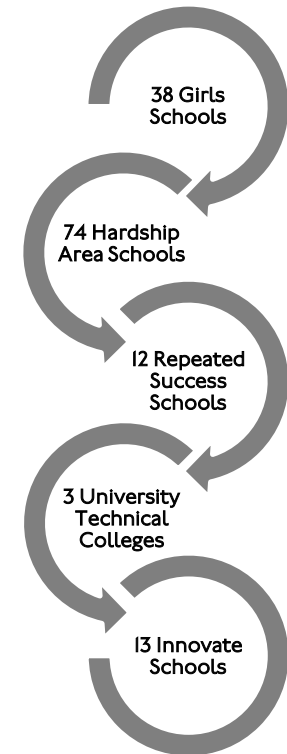 38 Girls
Schools
74 Hardship
Area Schools
12 Repeated
Success
Schools
3 University
Technical
Colleges
13 Innovate
Schools